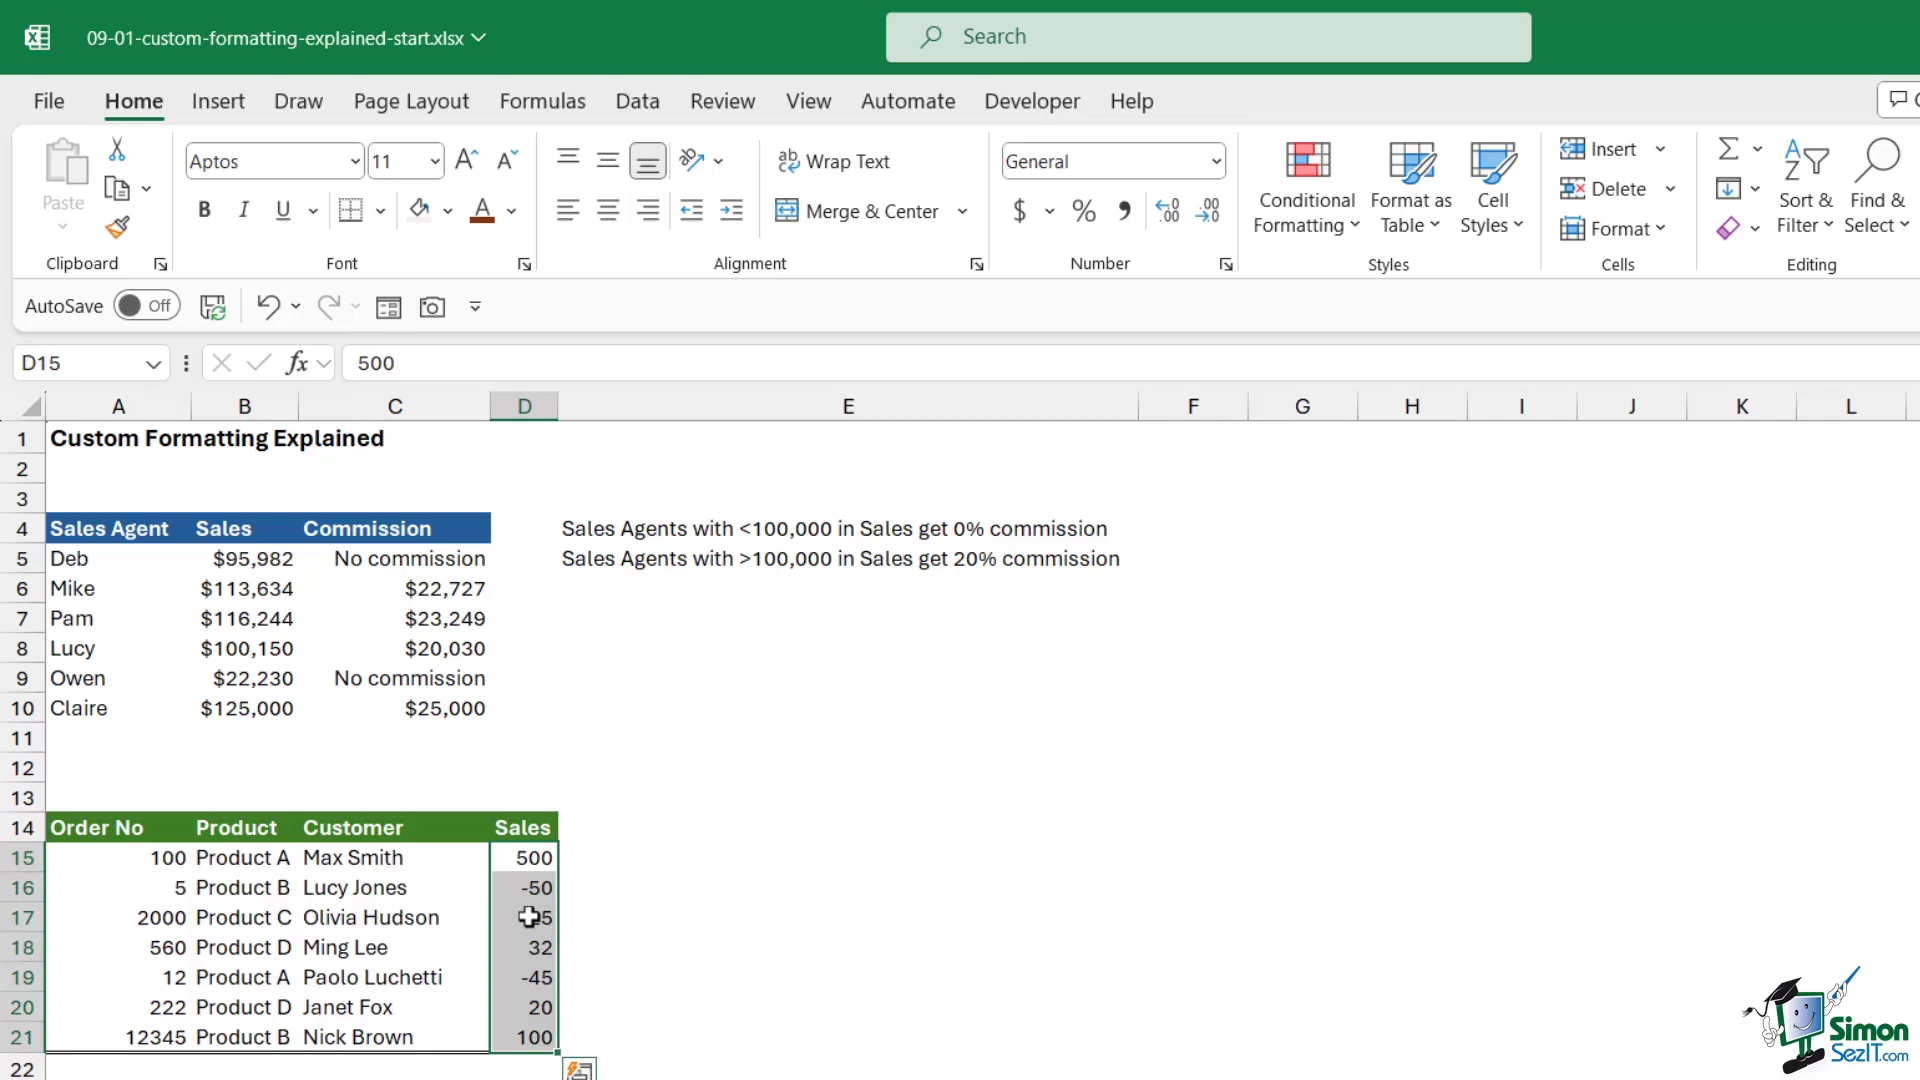 09-01-custom-formatting-explained-start.xlsx
Search
File Home Insert Draw Page Layout Formulas Data Review View Automate Developer Help
Paste
Clipboard
Aptos 11
B I U A
Font
ab Wrap Text
Merge & Center
Alignment
General
$ % , .00
Number
Conditional Formatting
Format as Table
Cell Styles
Styles
Insert
Delete
Format
Cells
Sort & Filter
Find & Select
Editing
AutoSave Off
D15 fx 500
A B C D E F G H I J K L
1 Custom Formatting Explained
2
3
4 Sales Agent Sales Commission Sales Agents with <100,000 in Sales get 0% commission
5 Deb $95,982 No commission Sales Agents with >100,000 in Sales get 20% commission
6 Mike $113,634 $22,727
7 Pam $116,244 $23,249
8 Lucy $100,150 $20,030
9 Owen $22,230 No commission
10 Claire $125,000 $25,000
11
12
13
14 Order No Product Customer Sales
15 100 Product A Max Smith 500
16 5 Product B Lucy Jones -50
17 2000 Product C Olivia Hudson
18 560 Product D Ming Lee 32
19 12 Product A Paolo Luchetti -45
20 222 Product D Janet Fox 20
21 12345 Product B Nick Brown 100
22
Simon
SezIT.com